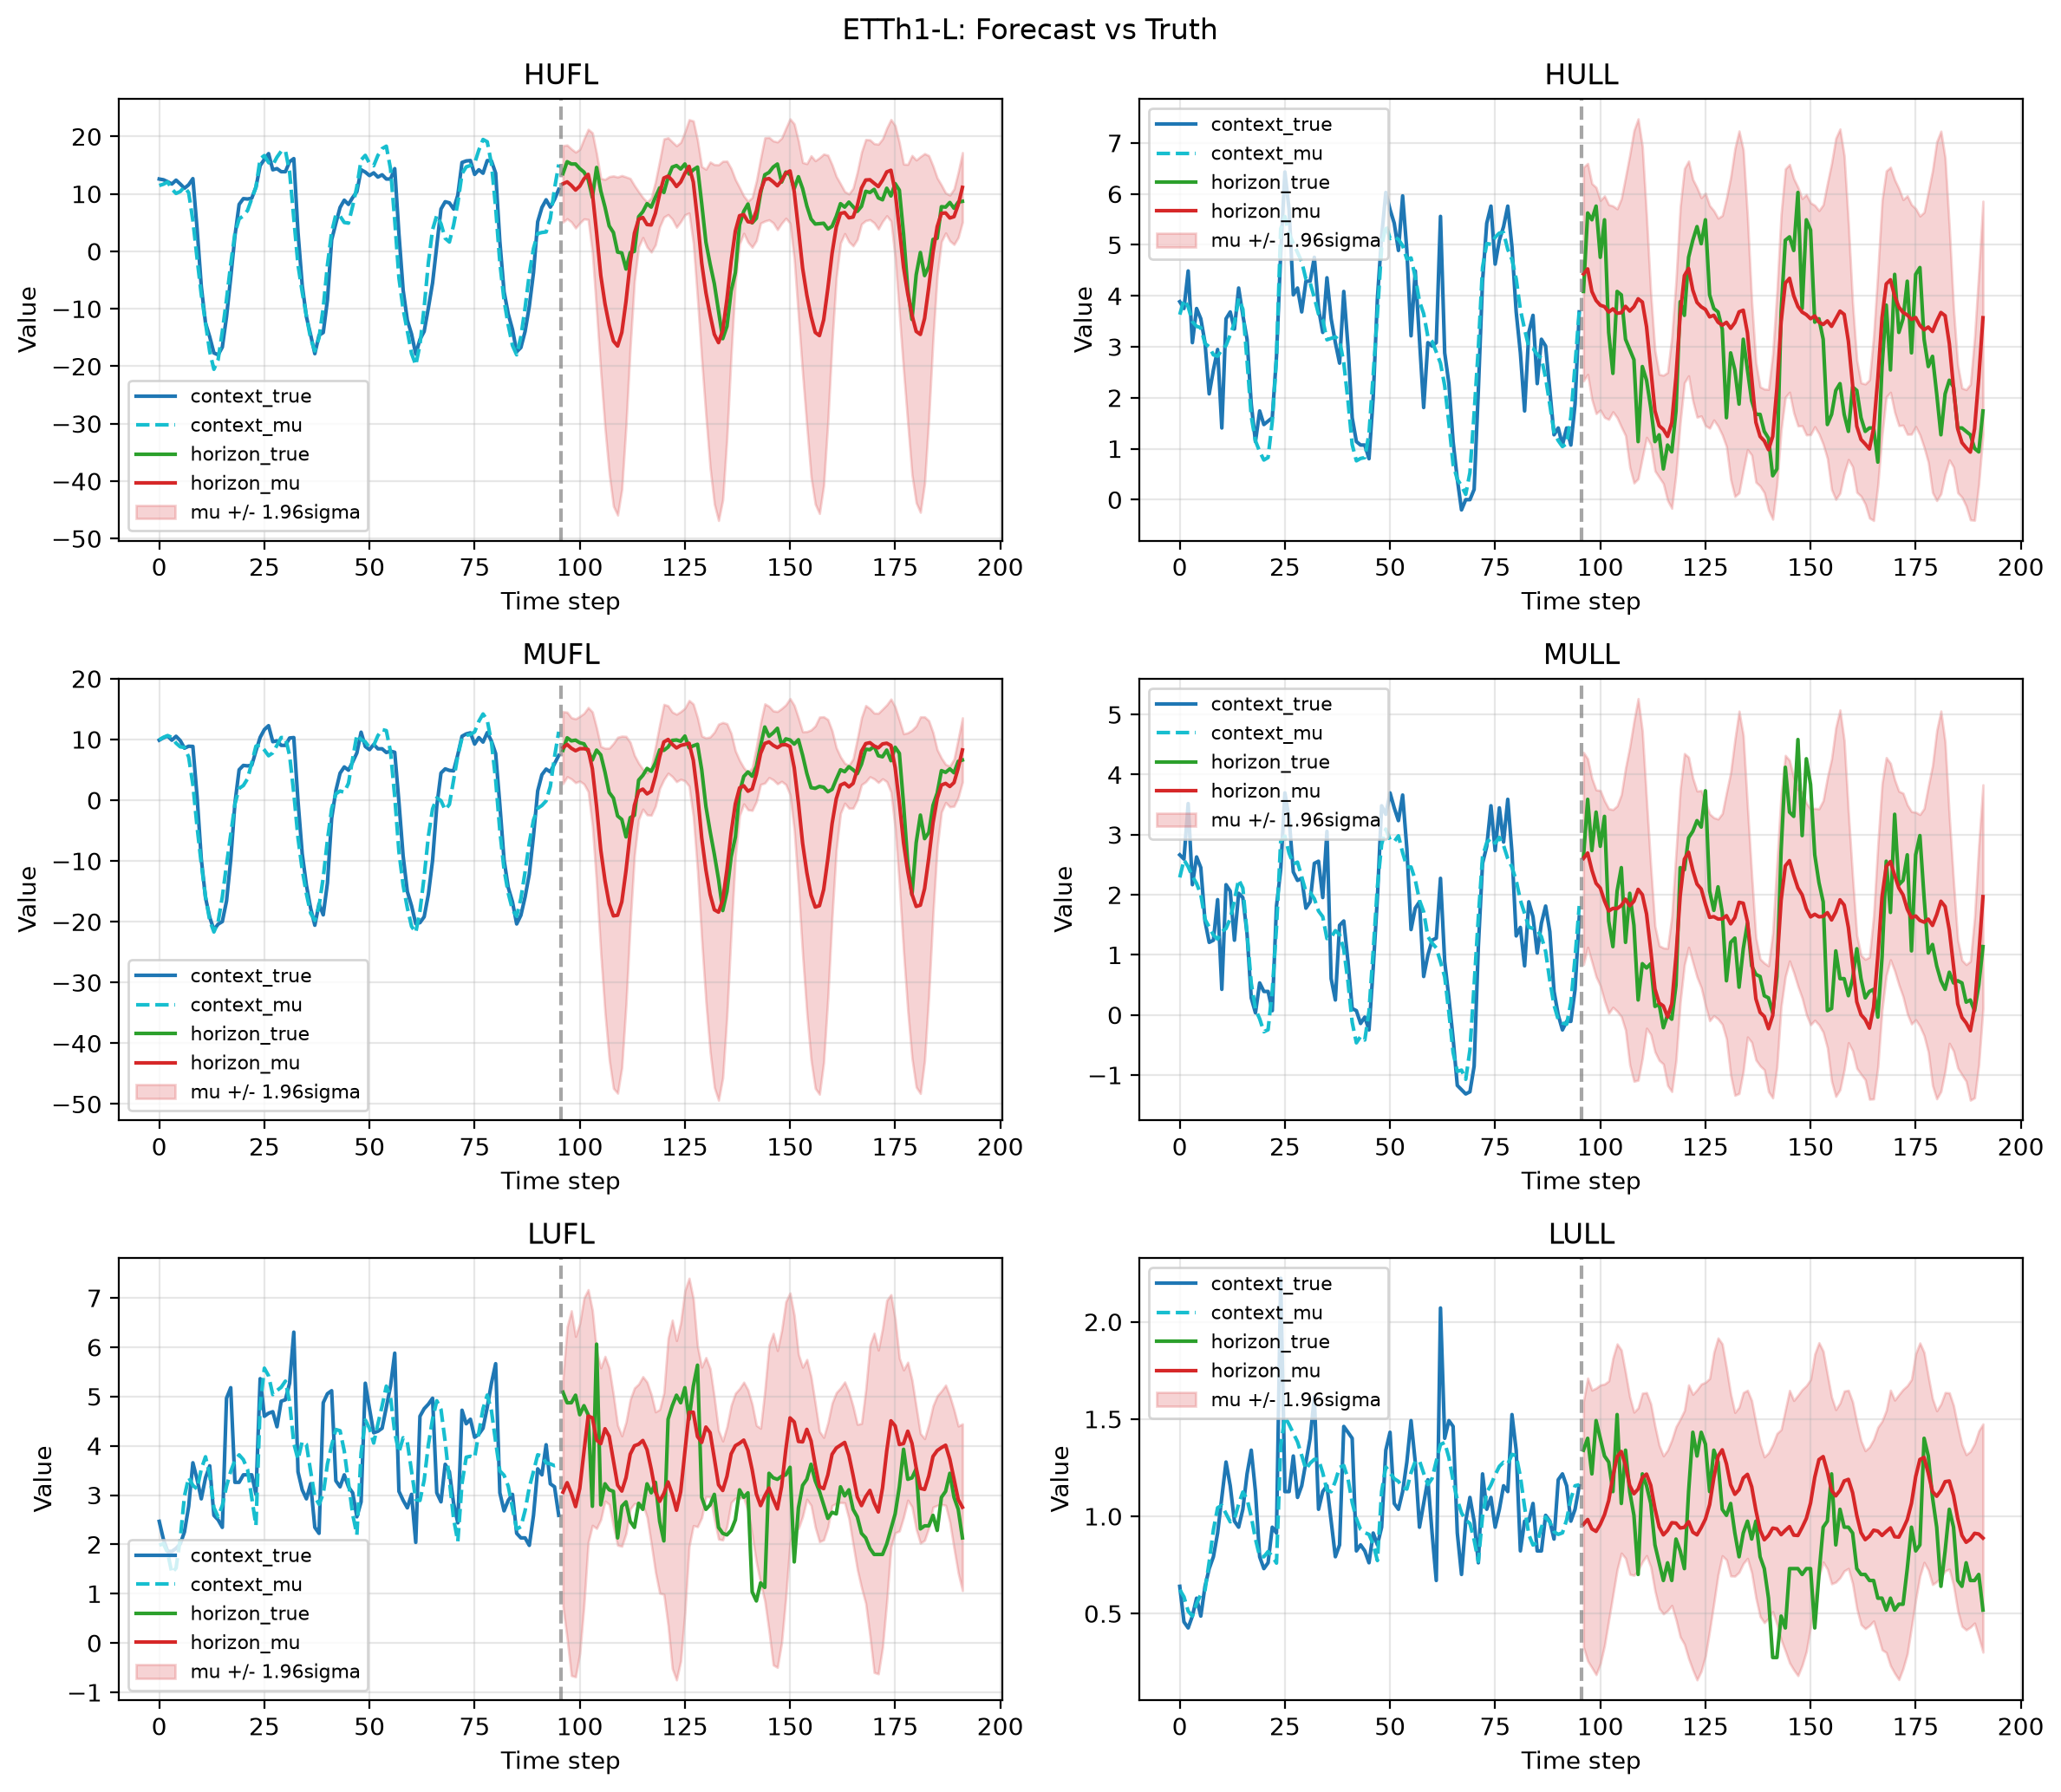 ETTh1-L: Forecast vs Truth
HUFL
Value
20
10
0
−10
−20
−30
−40
−50
context_true
context_mu
horizon_true
horizon_mu
mu +/- 1.96sigma
0 25 50 75 100 125 150 175 200
Time step
HULL
Value
7
6
5
4
3
2
1
0
context_true
context_mu
horizon_true
horizon_mu
mu +/- 1.96sigma
0 25 50 75 100 125 150 175 200
Time step
MUFL
Value
20
10
0
−10
−20
−30
−40
−50
context_true
context_mu
horizon_true
horizon_mu
mu +/- 1.96sigma
0 25 50 75 100 125 150 175 200
Time step
MULL
Value
5
4
3
2
1
0
−1
context_true
context_mu
horizon_true
horizon_mu
mu +/- 1.96sigma
0 25 50 75 100 125 150 175 200
Time step
LUFL
Value
7
6
5
4
3
2
1
0
−1
context_true
context_mu
horizon_true
horizon_mu
mu +/- 1.96sigma
0 25 50 75 100 125 150 175 200
Time step
LULL
Value
2.0
1.5
1.0
0.5
context_true
context_mu
horizon_true
horizon_mu
mu +/- 1.96sigma
0 25 50 75 100 125 150 175 200
Time step